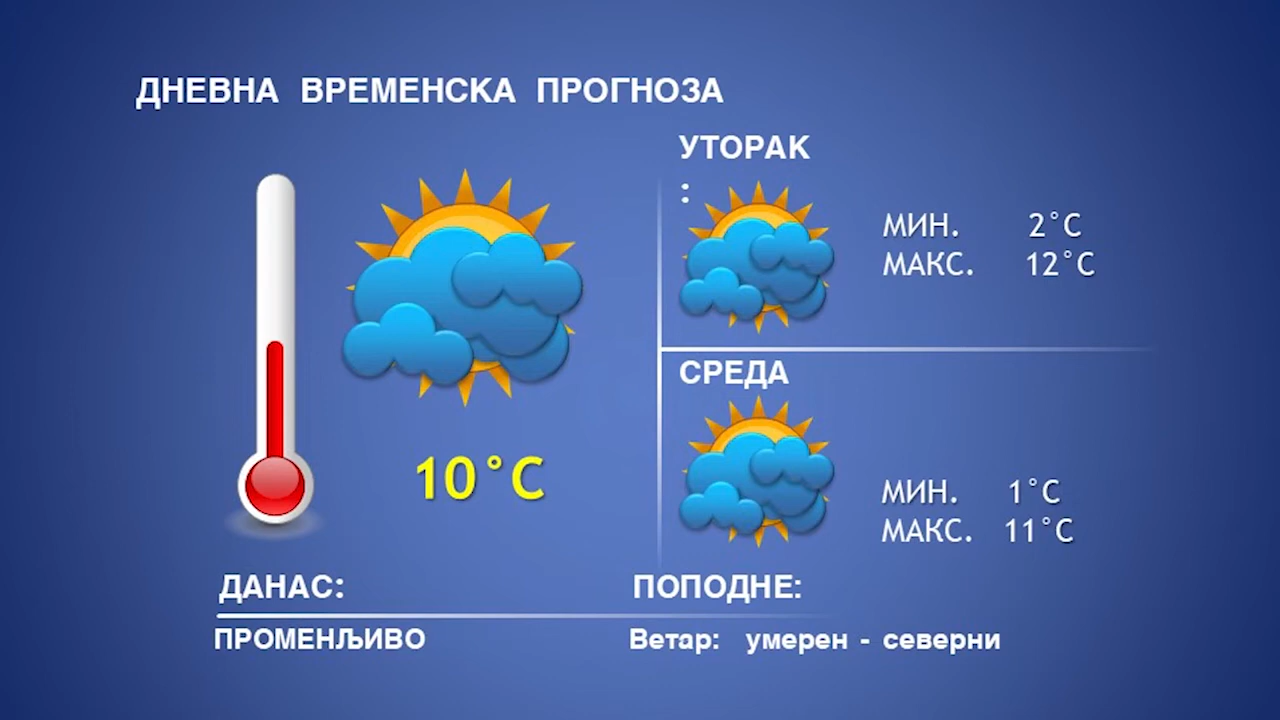 ДНЕВНА ВРЕМЕНСКА ПРОГНОЗА
10°C
УТОРАК
:
МИН. 2°C
МАКС. 12°C
СРЕДА
МИН. 1°C
МАКС. 11°C
ДАНАС:
ПРОМЕНЉИВО
ПОПОДНЕ:
Ветар: умерен - северни